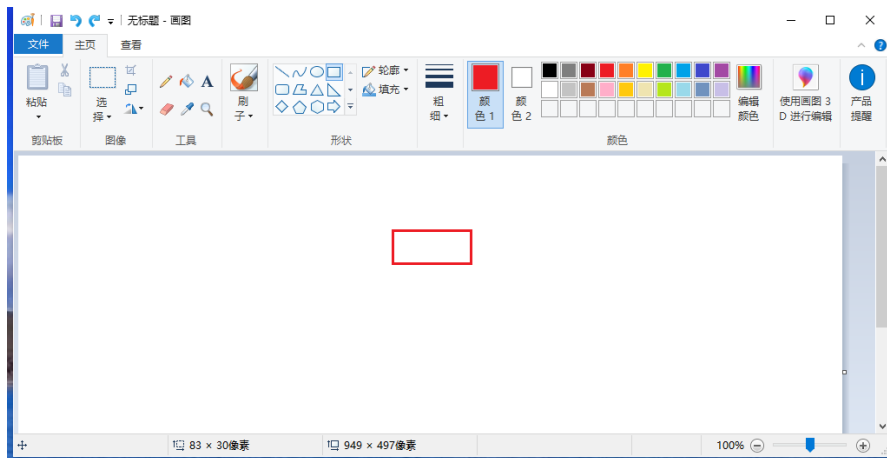 无标题 - 画图
文件 主页 查看
粘贴
选择
A
刷子
轮廓
填充
粗细
颜色 1
颜色 2
编辑颜色
使用画图 3D 进行编辑
产品提醒
剪贴板 图像 工具 形状 颜色
83 × 30像素 949 × 497像素 100%